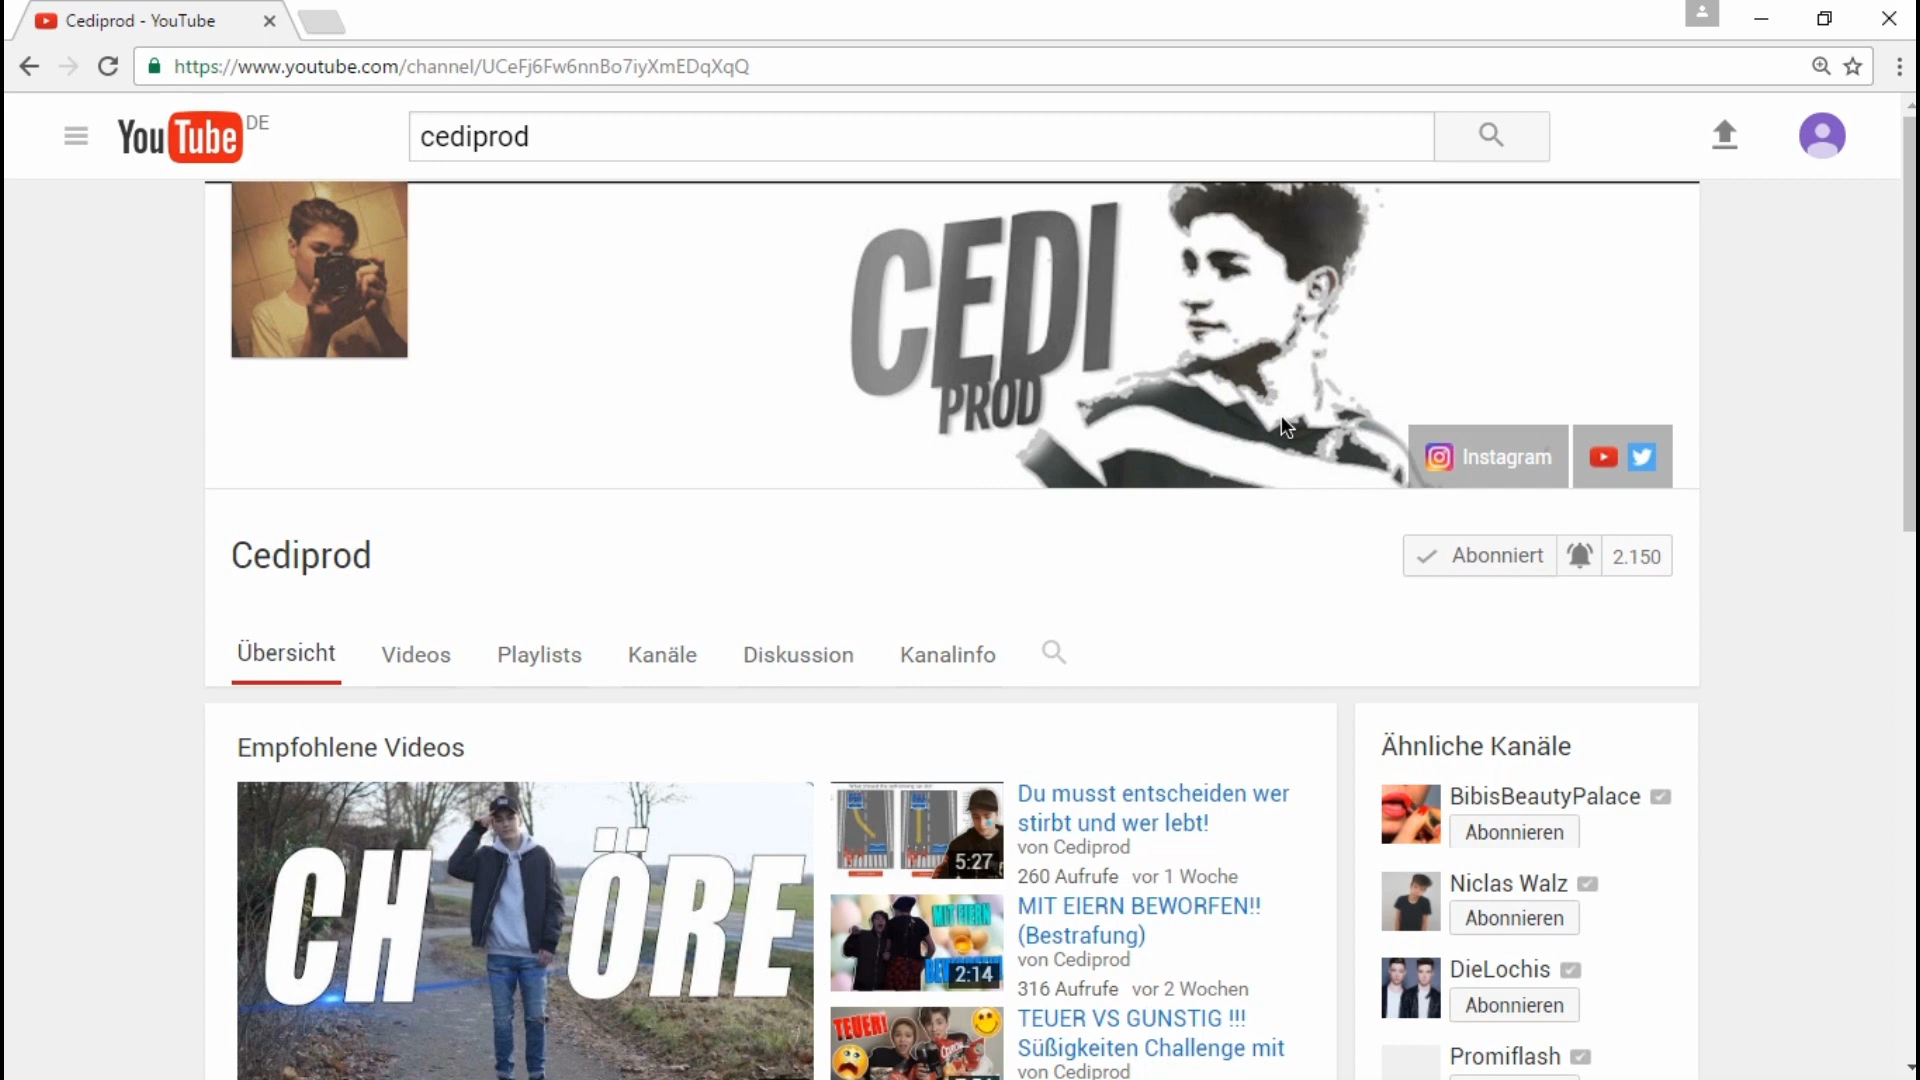 Cediprod - YouTube
https://www.youtube.com/channel/UCeFj6Fw6nnBo7iyXmEDqXqQ
YouTube DE
cediprod
CEDI
PROD
Instagram
Cediprod
Abonniert 2.150
Übersicht Videos Playlists Kanäle Diskussion Kanalinfo
Empfohlene Videos
CH ÖRE
5:27
Du musst entscheiden wer
stirbt und wer lebt!
von Cediprod
260 Aufrufe vor 1 Woche
MIT EIERN
2:14
MIT EIERN BEWORFEN!!
(Bestrafung)
von Cediprod
316 Aufrufe vor 2 Wochen
TEUER!
TEUER VS GUNSTIG !!!
Süßigkeiten Challenge mit
von Cediprod
Ähnliche Kanäle
BibisBeautyPalace
Abonnieren
Niclas Walz
Abonnieren
DieLochis
Abonnieren
Promiflash